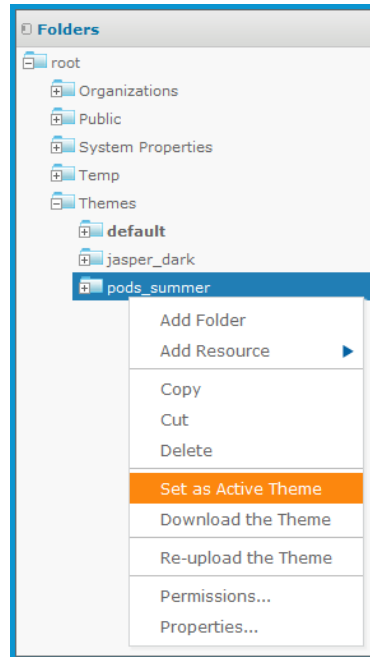 Folders
root
Organizations
Public
System Properties
Temp
Themes
default
jasper_dark
pods_summer
Add Folder
Add Resource
Copy
Cut
Delete
Set as Active Theme
Download the Theme
Re-upload the Theme
Permissions...
Properties...